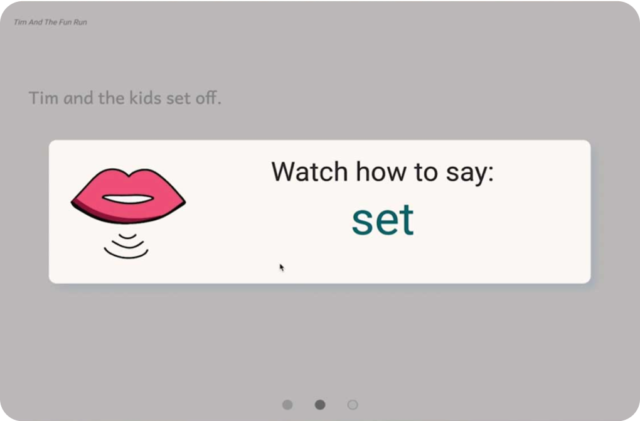 Tim And The Fun Run
Tim and the kids set off.
Watch how to say:
set